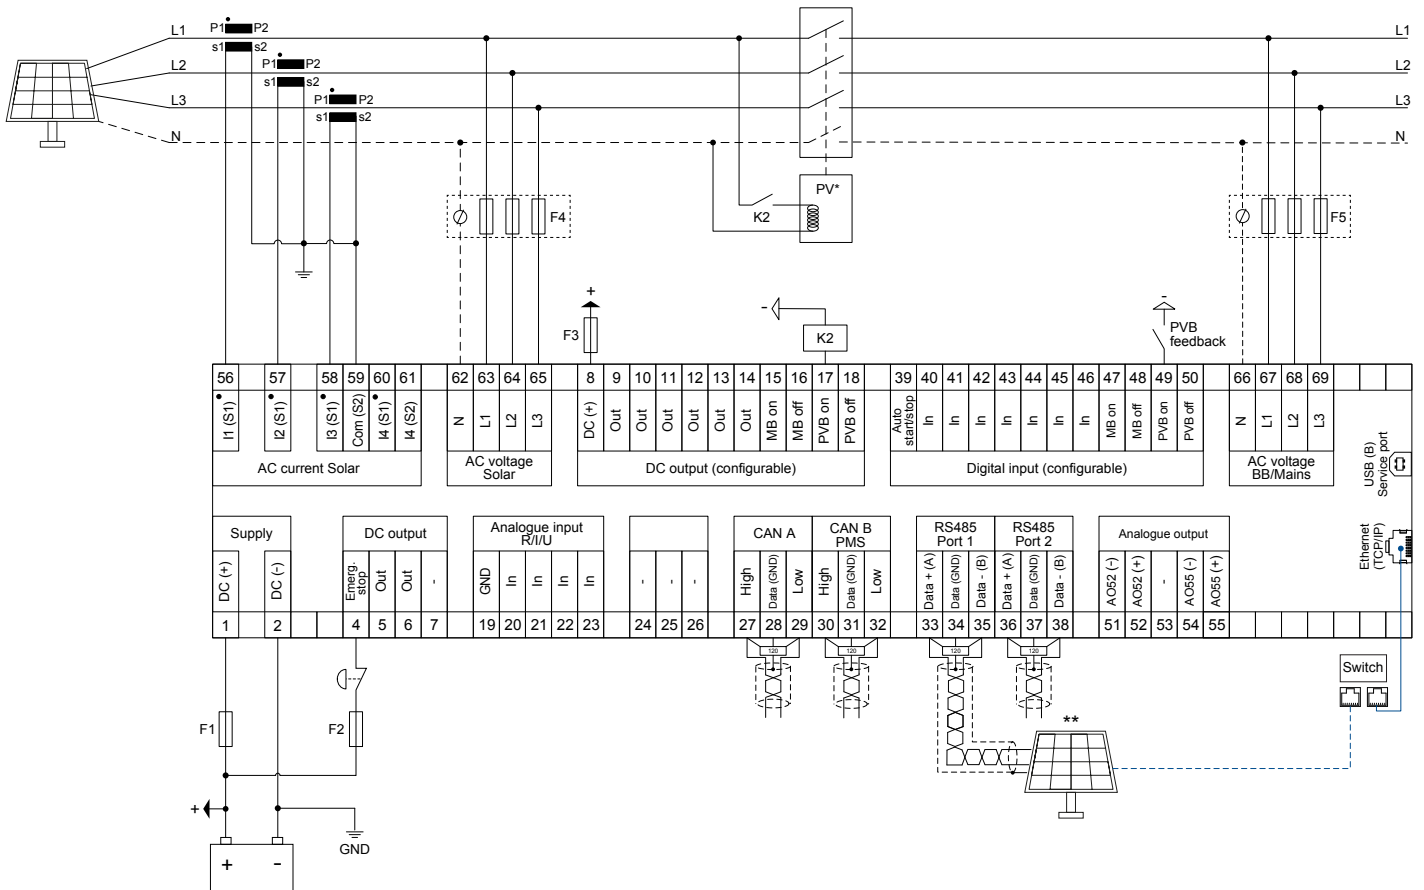 L1
P1 P2
s1 s2
L2
P1 P2
s1 s2
L3
P1 P2
s1 s2
N
L1
L2
L3
N
PV*
K2
F4
F5
+
F3
-
K2
-
PVB
feedback
56 57 58 59 60 61 62 63 64 65 8 9 10 11 12 13 14 15 16 17 18 39 40 41 42 43 44 45 46 47 48 49 50 66 67 68 69
I1 (S1)
I2 (S1)
I3 (S1)
Com (S2)
I4 (S1)
I4 (S2)
N
L1
L2
L3
DC (+)
Out
Out
Out
Out
Out
Out
MB on
MB off
PVB on
PVB off
Auto
start/stop
In
In
In
In
In
In
In
MB on
MB off
PVB on
PVB off
N
L1
L2
L3
AC current Solar
AC voltage
Solar
DC output (configurable)
Digital input (configurable)
AC voltage
BB/Mains
USB (B)
Service port
Ethernet
(TCP/IP)
Supply
DC output
Analogue input
R/I/U
CAN A
CAN B
PMS
RS485
Port 1
RS485
Port 2
Analogue output
DC (+)
DC (-)
Emerg.
stop
Out
Out
-
GND
In
In
In
In
-
-
-
High
Data (GND)
Low
High
Data (GND)
Low
Data + (A)
Data (GND)
Data - (B)
Data + (A)
Data (GND)
Data - (B)
AO52 (-)
AO52 (+)
-
AO55 (-)
AO55 (+)
1 2 4 5 6 7 19 20 21 22 23 24 25 26 27 28 29 30 31 32 33 34 35 36 37 38 51 52 53 54 55
120
120
120
120
Switch
F1
F2
**
+
GND
+ -